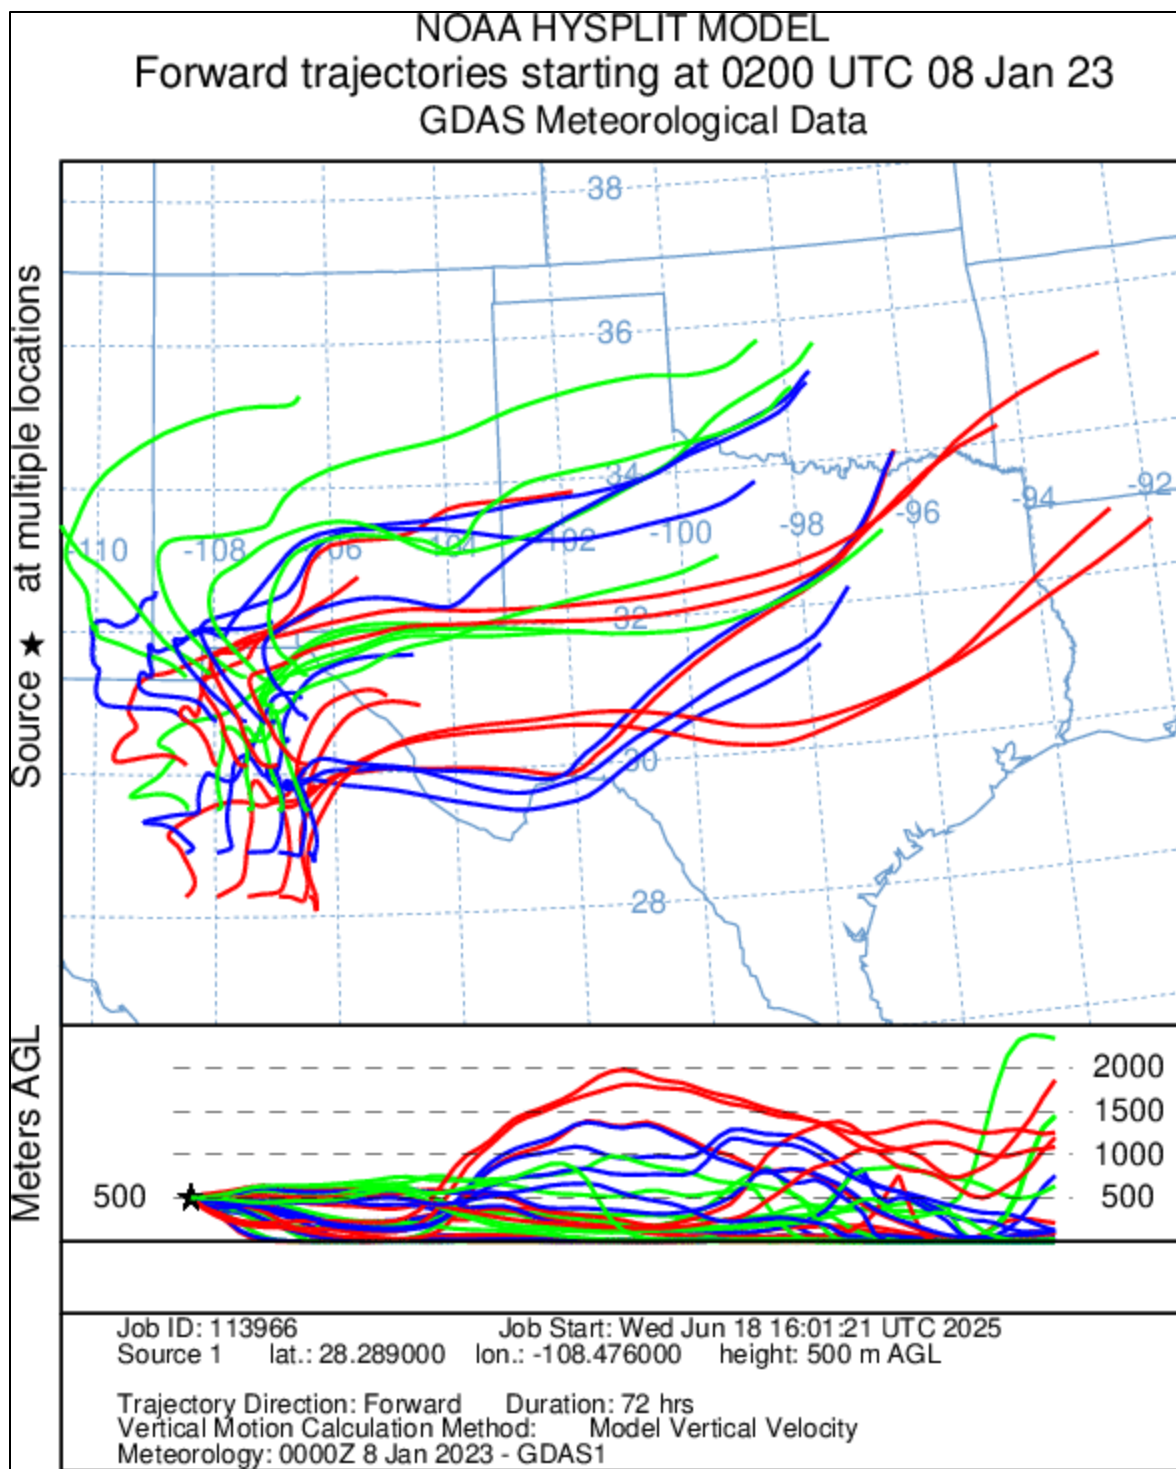 NOAA HYSPLIT MODEL
Forward trajectories starting at 0200 UTC 08 Jan 23
GDAS Meteorological Data
Source ★ at multiple locations
38
36
34
-110 -108 06 104 102 -100 -98 -96 -94 -92
32
30
28
Meters AGL
500
2000
1500
1000
500
Job ID: 113966 Job Start: Wed Jun 18 16:01:21 UTC 2025
Source 1 lat.: 28.289000 lon.: -108.476000 height: 500 m AGL
Trajectory Direction: Forward Duration: 72 hrs
Vertical Motion Calculation Method: Model Vertical Velocity
Meteorology: 0000Z 8 Jan 2023 - GDAS1